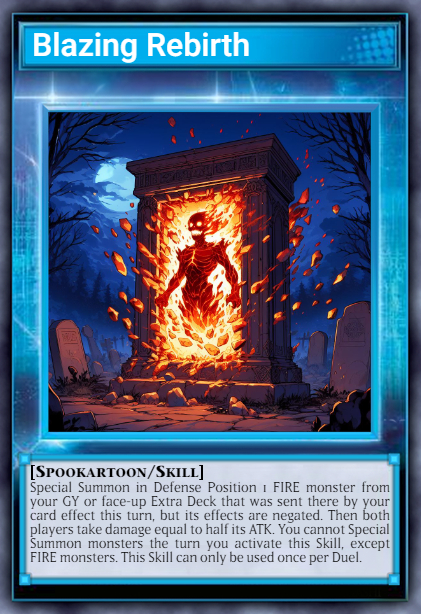 Blazing Rebirth
[Spookartoon/Skill]
Special Summon in Defense Position 1 FIRE monster from
your GY or face-up Extra Deck that was sent there by your
card effect this turn, but its effects are negated. Then both
players take damage equal to half its ATK. You cannot Special
Summon monsters the turn you activate this Skill, except
FIRE monsters. This Skill can only be used once per Duel.